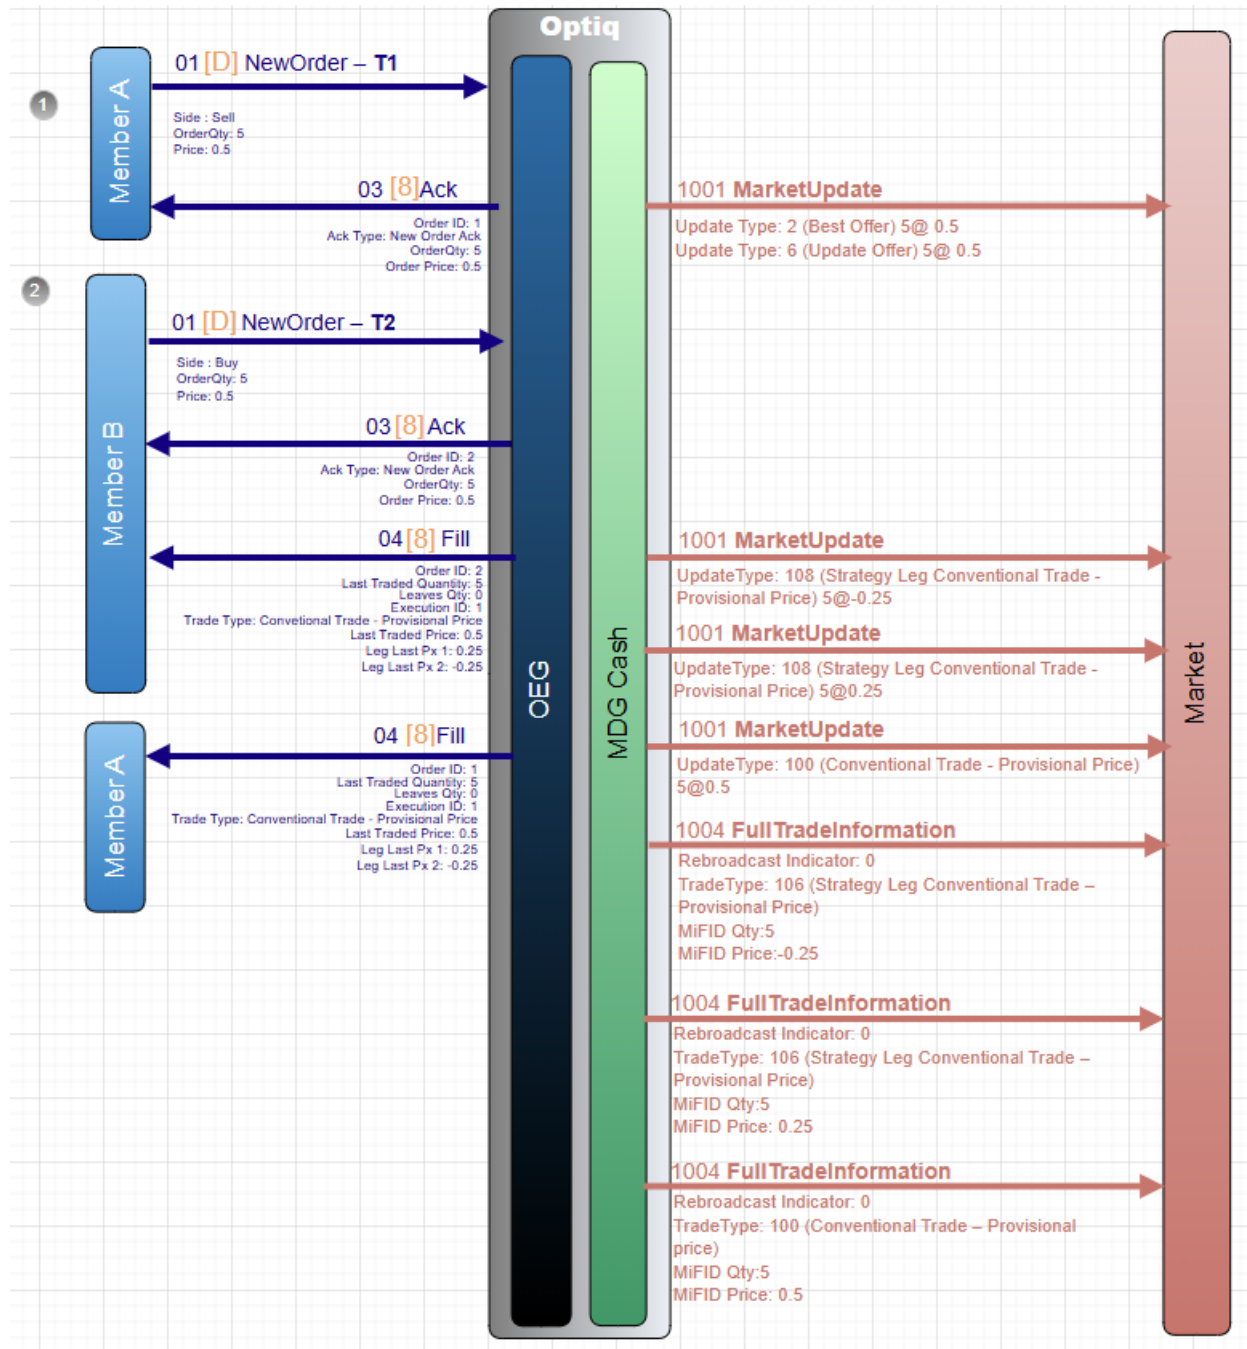 Optiq
1
Member A
01 [D] NewOrder – T1
Side : Sell
OrderQty: 5
Price: 0.5
03 [8]Ack
Order ID: 1
Ack Type: New Order Ack
OrderQty: 5
Order Price: 0.5
1001 MarketUpdate
Update Type: 2 (Best Offer) 5@ 0.5
Update Type: 6 (Update Offer) 5@ 0.5
2
Member B
01 [D] NewOrder – T2
Side : Buy
OrderQty: 5
Price: 0.5
03 [8] Ack
Order ID: 2
Ack Type: New Order Ack
OrderQty: 5
Order Price: 0.5
04 [8] Fill
Order ID: 2
Last Traded Quantity: 5
Leaves Qty: 0
Execution ID: 1
Trade Type: Convetional Trade - Provisional Price
Last Traded Price: 0.5
Leg Last Px 1: 0.25
Leg Last Px 2: -0.25
Member A
04 [8]Fill
Order ID: 1
Last Traded Quantity: 5
Leaves Qty: 0
Execution ID: 1
Trade Type: Conventional Trade - Provisional Price
Last Traded Price: 0.5
Leg Last Px 1: 0.25
Leg Last Px 2: -0.25
OEG
MDG Cash
Market
1001 MarketUpdate
UpdateType: 108 (Strategy Leg Conventional Trade -
Provisional Price) 5@-0.25
1001 MarketUpdate
UpdateType: 108 (Strategy Leg Conventional Trade -
Provisional Price) 5@0.25
1001 MarketUpdate
UpdateType: 100 (Conventional Trade - Provisional Price)
5@0.5
1004 FullTradeInformation
Rebroadcast Indicator: 0
TradeType: 106 (Strategy Leg Conventional Trade –
Provisional Price)
MiFID Qty:5
MiFID Price:-0.25
1004 FullTradeInformation
Rebroadcast Indicator: 0
TradeType: 106 (Strategy Leg Conventional Trade –
Provisional Price)
MiFID Qty:5
MiFID Price: 0.25
1004 FullTradeInformation
Rebroadcast Indicator: 0
TradeType: 100 (Conventional Trade – Provisional
price)
MiFID Qty:5
MiFID Price: 0.5